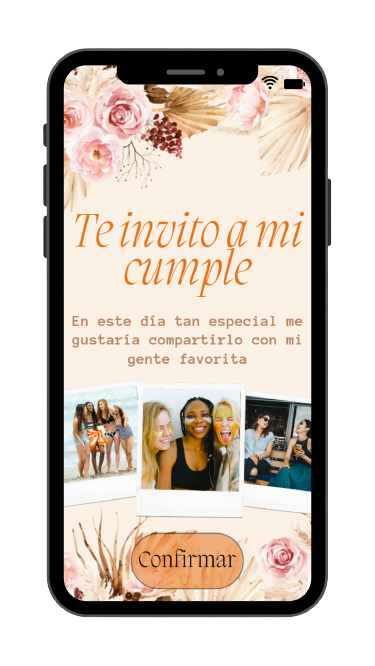 Te invito a mi
cumple
En este día tan especial me
gustaría compartirlo con mi
gente favorita
Confirmar